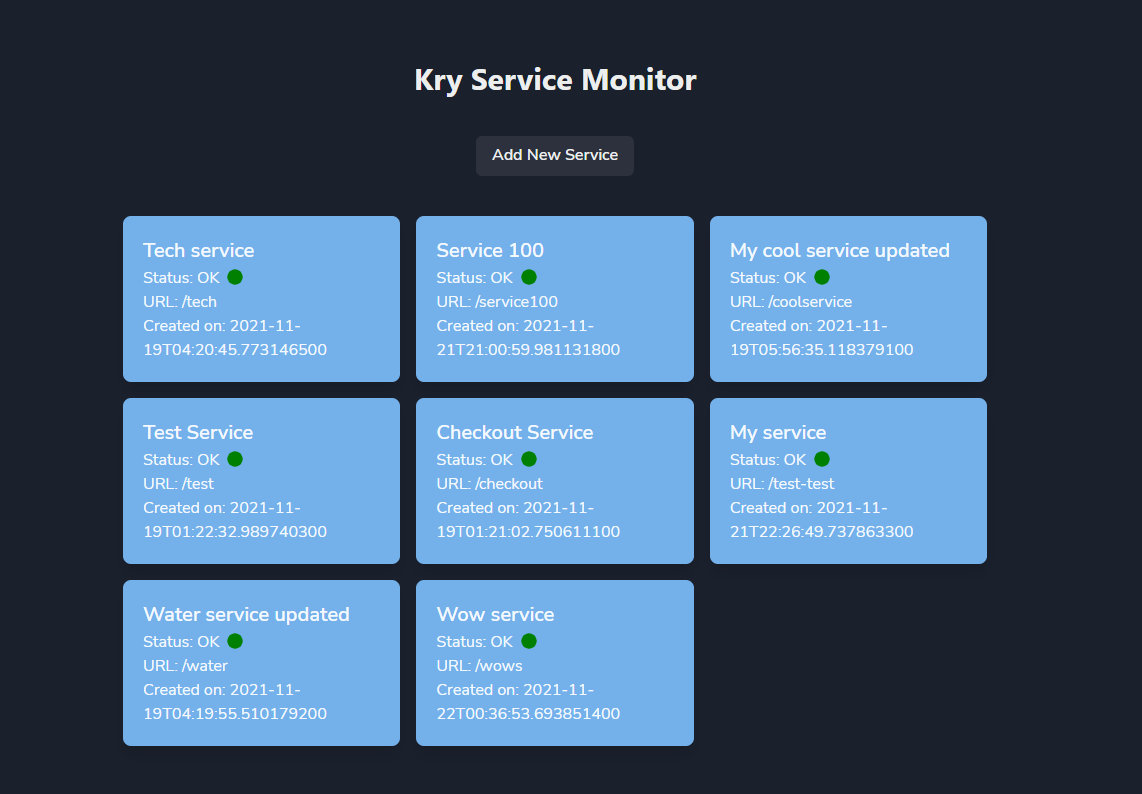 Kry Service Monitor
Add New Service
Tech service
Status: OK
URL: /tech
Created on: 2021-11-
19T04:20:45.773146500
Service 100
Status: OK
URL: /service100
Created on: 2021-11-
21T21:00:59.981131800
My cool service updated
Status: OK
URL: /coolservice
Created on: 2021-11-
19T05:56:35.118379100
Test Service
Status: OK
URL: /test
Created on: 2021-11-
19T01:22:32.989740300
Checkout Service
Status: OK
URL: /checkout
Created on: 2021-11-
19T01:21:02.750611100
My service
Status: OK
URL: /test-test
Created on: 2021-11-
21T22:26:49.737863300
Water service updated
Status: OK
URL: /water
Created on: 2021-11-
19T04:19:55.510179200
Wow service
Status: OK
URL: /wows
Created on: 2021-11-
22T00:36:53.693851400